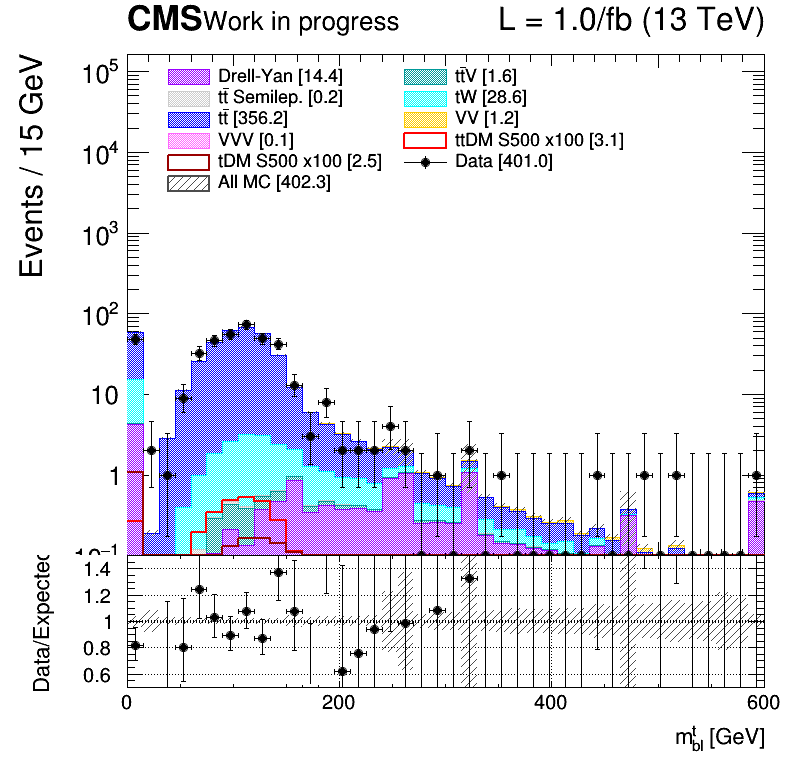 CMS Work in progress L = 1.0/fb (13 TeV)
Events / 15 GeV
10⁵
10⁴
10³
10²
10
1
10⁻¹
Drell-Yan [14.4]
tt̄ Semilep. [0.2]
tt̄ [356.2]
VVV [0.1]
tDM S500 x100 [2.5]
All MC [402.3]
tt̄V [1.6]
tW [28.6]
VV [1.2]
ttDM S500 x100 [3.1]
Data [401.0]
Data/Expected
1.4
1.2
1
0.8
0.6
0 200 400 600
mᵗbl [GeV]